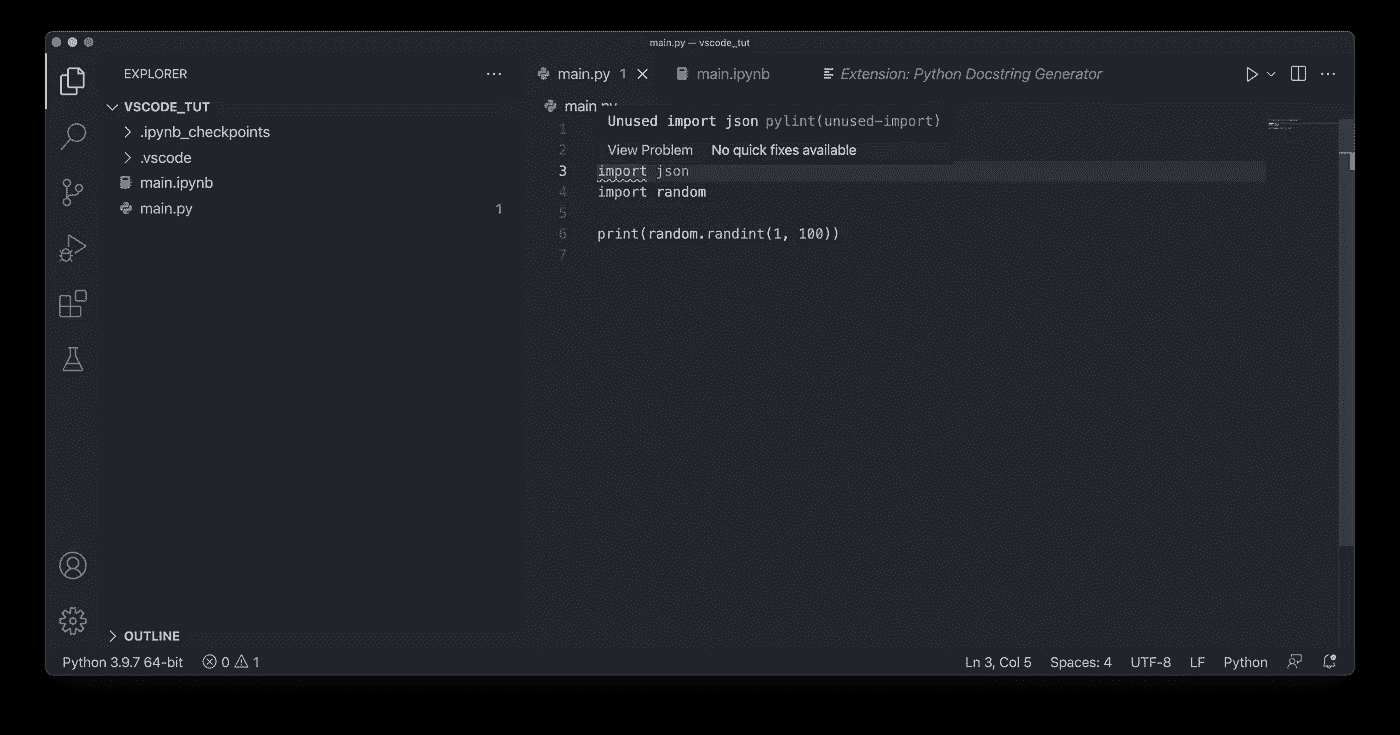 main.py — vscode_tut
EXPLORER
VSCODE_TUT
.ipynb_checkpoints
.vscode
main.ipynb
main.py 1
OUTLINE
main.py 1 main.ipynb Extension: Python Docstring Generator
main.py
Unused import json pylint(unused-import)
View Problem No quick fixes available
1
2
3 import json
4 import random
5
6 print(random.randint(1, 100))
7
Python 3.9.7 64-bit 0 1 Ln 3, Col 5 Spaces: 4 UTF-8 LF Python